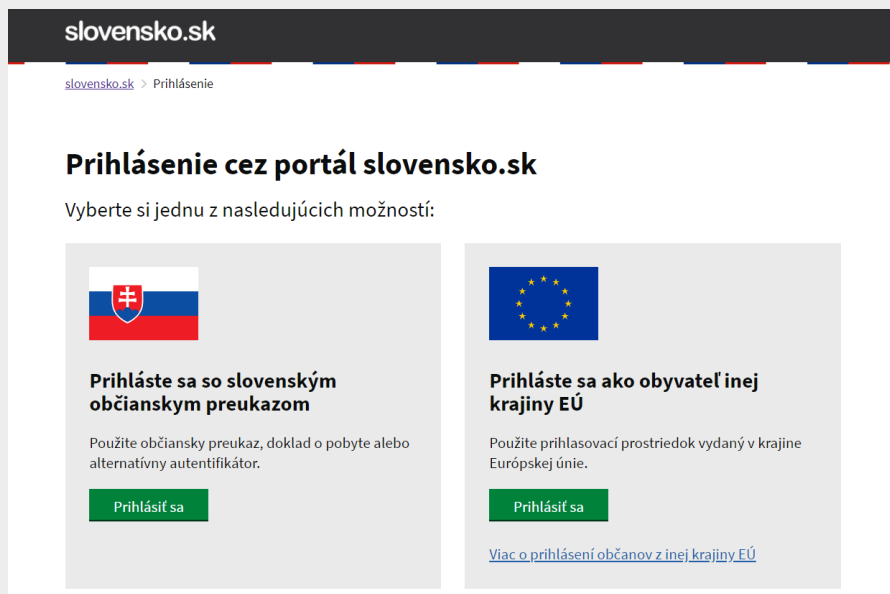 slovensko.sk
slovensko.sk > Prihlásenie
Prihlásenie cez portál slovensko.sk
Vyberte si jednu z nasledujúcich možností:
Prihláste sa so slovenským
občianskym preukazom
Použite občiansky preukaz, doklad o pobyte alebo
alternatívny autentifikátor.
Prihlásiť sa
Prihláste sa ako obyvateľ inej
krajiny EÚ
Použite prihlasovací prostriedok vydaný v krajine
Európskej únie.
Prihlásiť sa
Viac o prihlásení občanov z inej krajiny EÚ